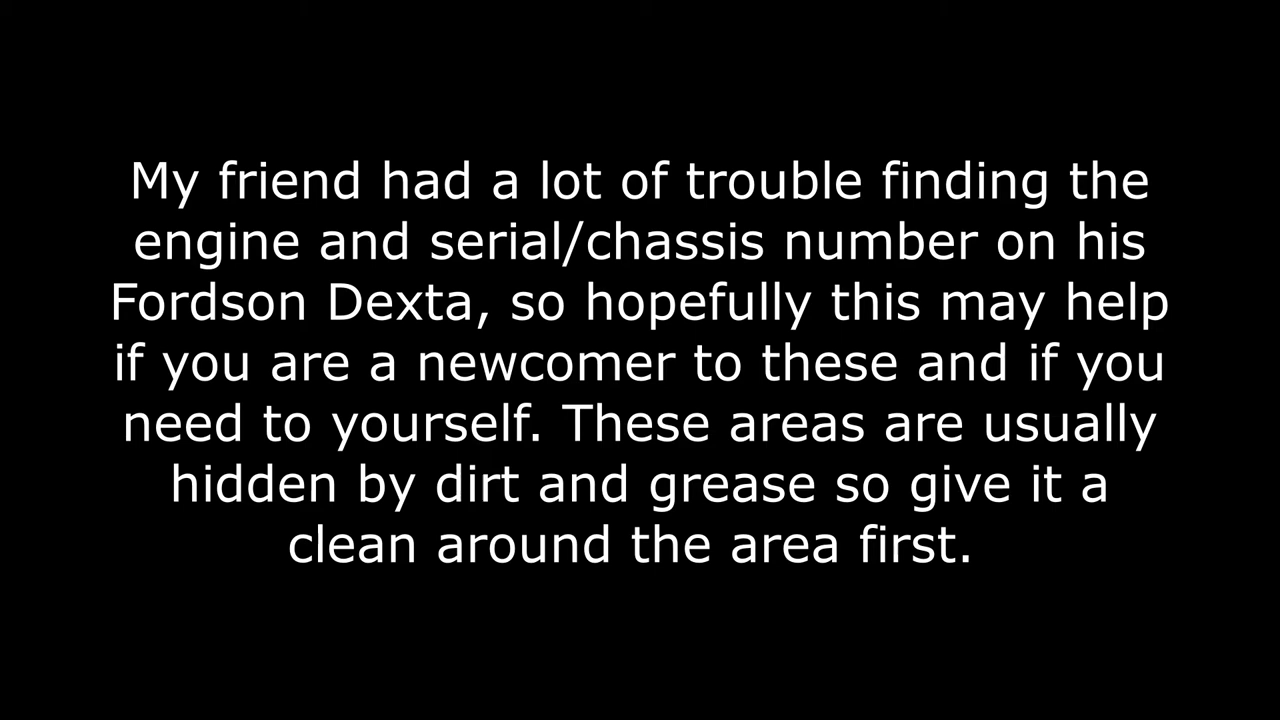 My friend had a lot of trouble finding the
engine and serial/chassis number on his
Fordson Dexta, so hopefully this may help
if you are a newcomer to these and if you
need to yourself. These areas are usually
hidden by dirt and grease so give it a
clean around the area first.